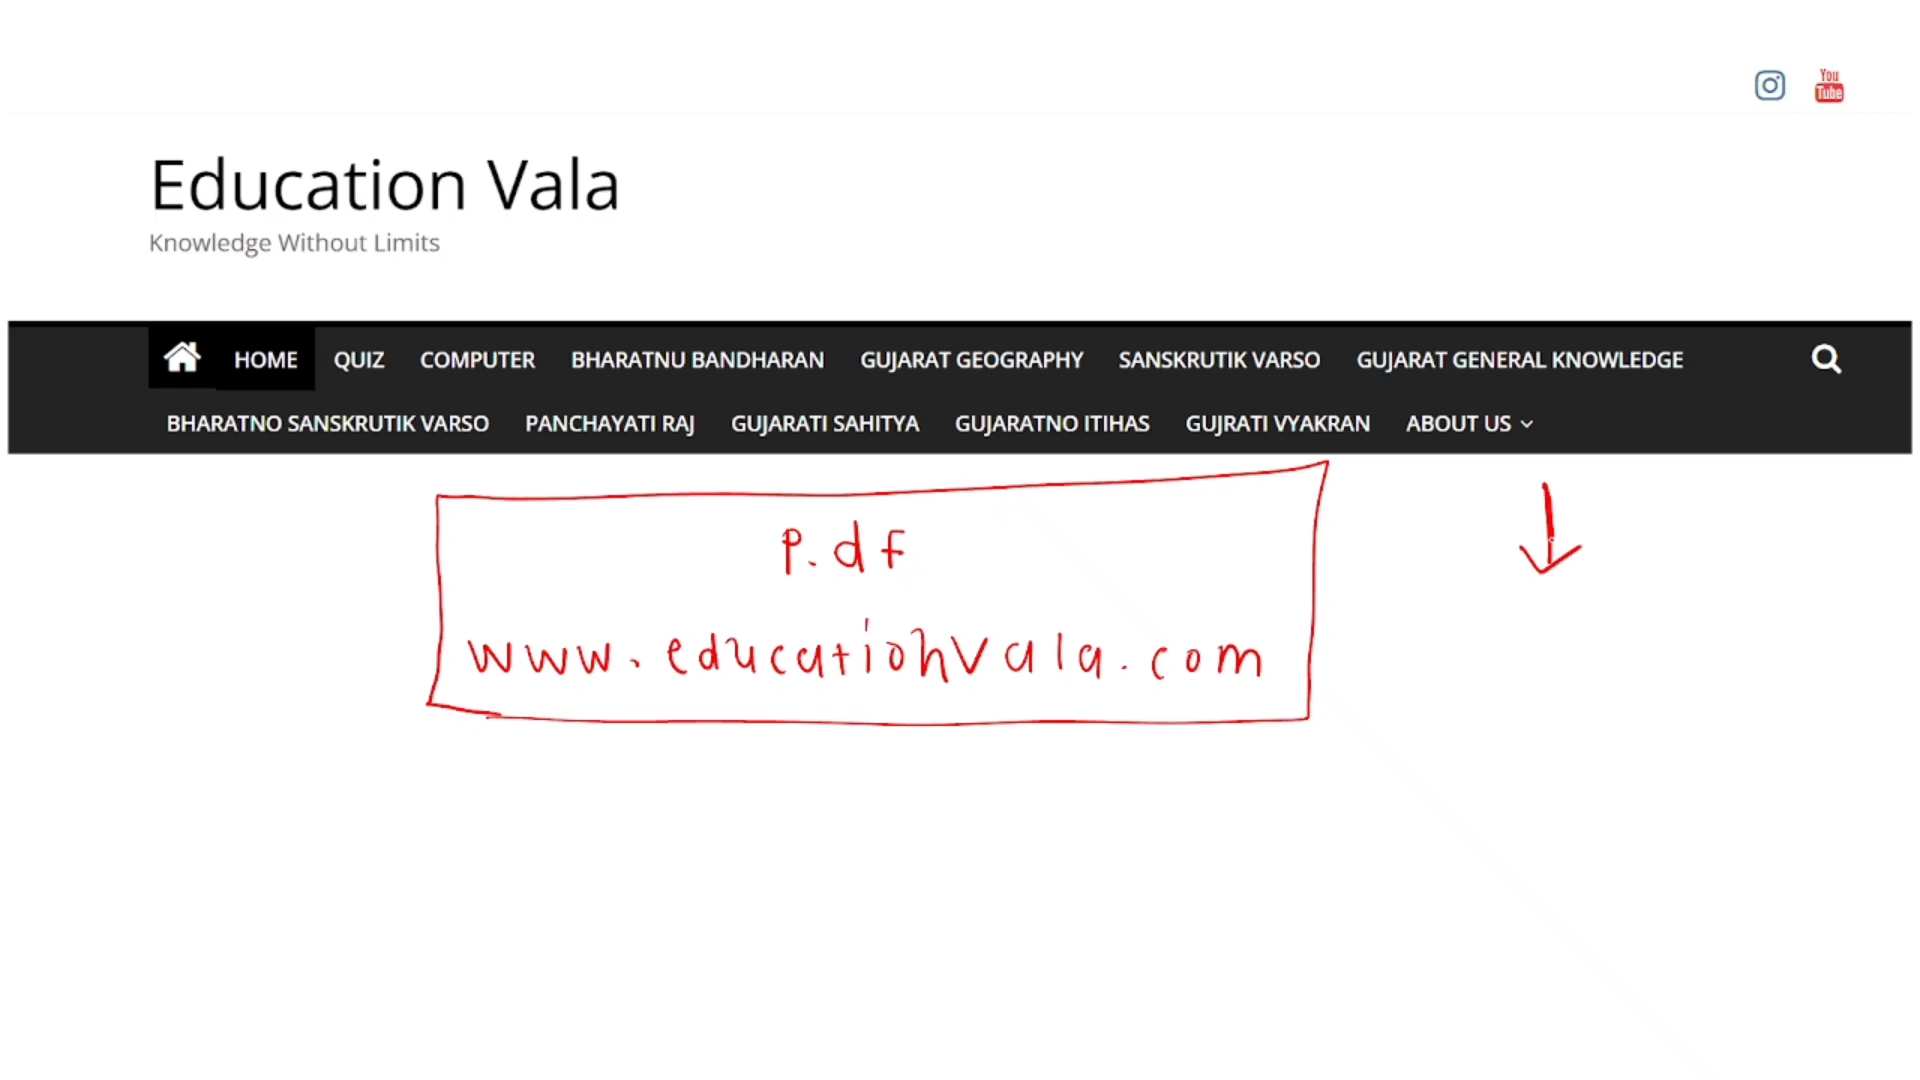 You
Tube
Education Vala
Knowledge Without Limits
HOME QUIZ COMPUTER BHARATNU BANDHARAN GUJARAT GEOGRAPHY SANSKRUTIK VARSO GUJARAT GENERAL KNOWLEDGE
BHARATNO SANSKRUTIK VARSO PANCHAYATI RAJ GUJARATI SAHITYA GUJARATNO ITIHAS GUJRATI VYAKRAN ABOUT US
P.df
www.educationvala.com